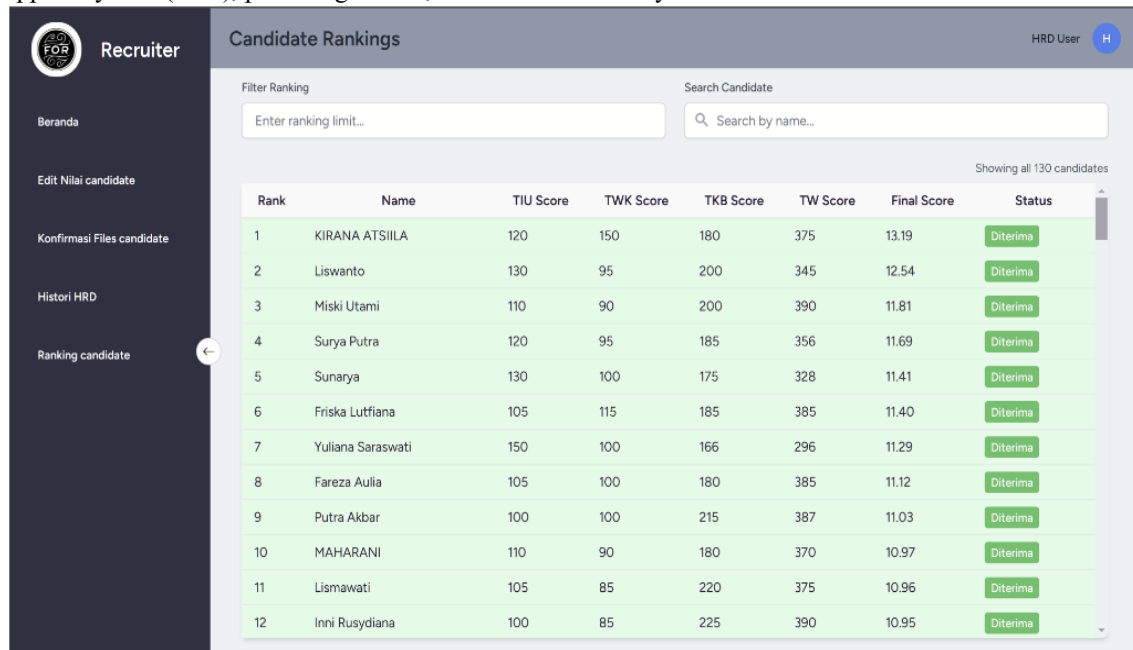 FOR
Recruiter
Candidate Rankings
HRD User H
Beranda
Edit Nilai candidate
Konfirmasi Files candidate
Histori HRD
Ranking candidate
Filter Ranking
Enter ranking limit...
Search Candidate
Search by name...
Showing all 130 candidates
Rank Name TIU Score TWK Score TKB Score TW Score Final Score Status
1 KIRANA ATSIILA 120 150 180 375 13.19 Diterima
2 Liswanto 130 95 200 345 12.54 Diterima
3 Miski Utami 110 90 200 390 11.81 Diterima
4 Surya Putra 120 95 185 356 11.69 Diterima
5 Sunarya 130 100 175 328 11.41 Diterima
6 Friska Lutfiana 105 115 185 385 11.40 Diterima
7 Yuliana Saraswati 150 100 166 296 11.29 Diterima
8 Fareza Aulia 105 100 180 385 11.12 Diterima
9 Putra Akbar 100 100 215 387 11.03 Diterima
10 MAHARANI 110 90 180 370 10.97 Diterima
11 Lismawati 105 85 220 375 10.96 Diterima
12 Inni Rusydiana 100 85 225 390 10.95 Diterima